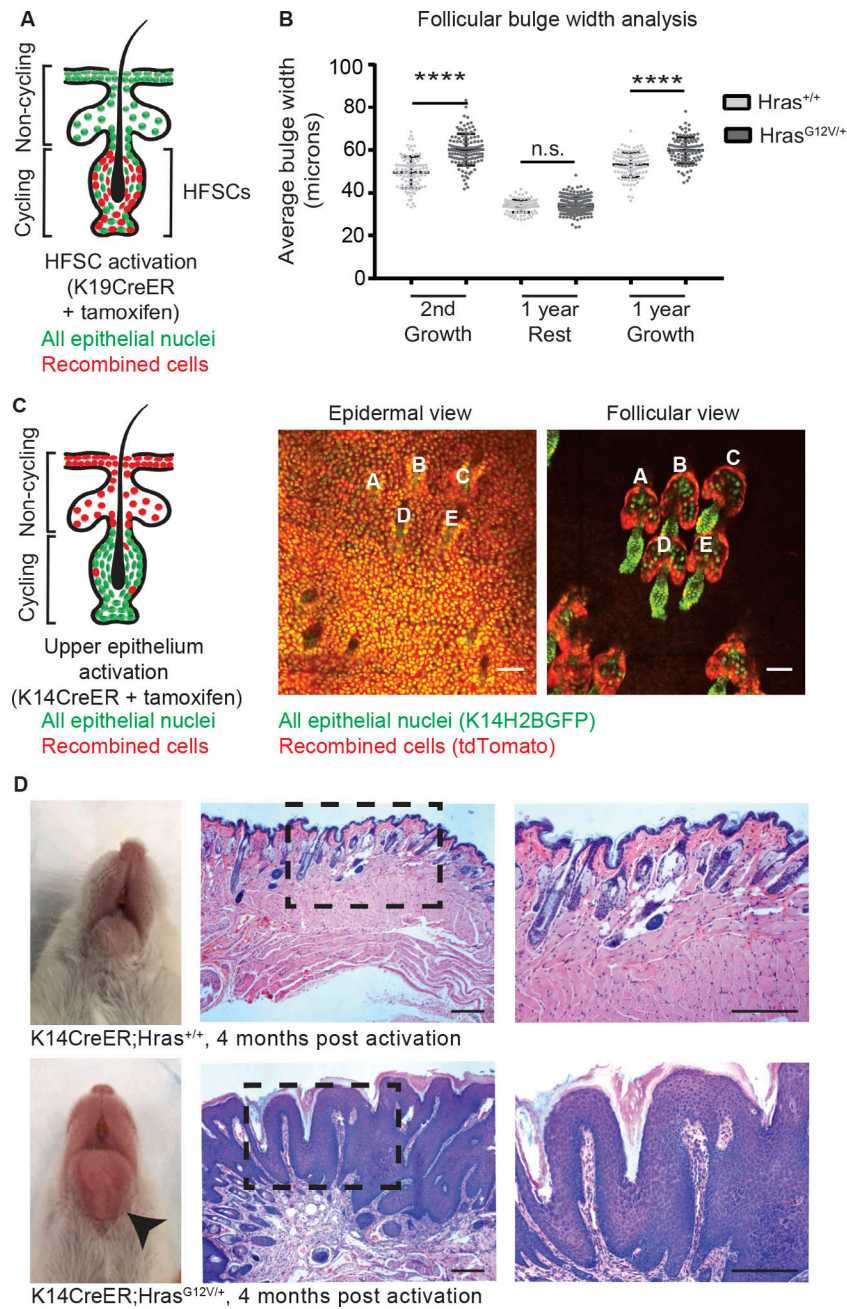 A
Non-cycling
Cycling
HFSCs
HFSC activation
(K19CreER
+ tamoxifen)
All epithelial nuclei
Recombined cells
B
Follicular bulge width analysis
Average bulge width
(microns)
100
80
60
40
20
0
****
n.s.
****
Hras+/+
HrasG12V/+
2nd
Growth
1 year
Rest
1 year
Growth
C
Non-cycling
Cycling
Upper epithelium
activation
(K14CreER + tamoxifen)
All epithelial nuclei
Recombined cells
Epidermal view
A
B
C
D
E
Follicular view
A
B
C
D
E
All epithelial nuclei (K14H2BGFP)
Recombined cells (tdTomato)
D
K14CreER;Hras+/+, 4 months post activation
K14CreER;HrasG12V/+, 4 months post activation